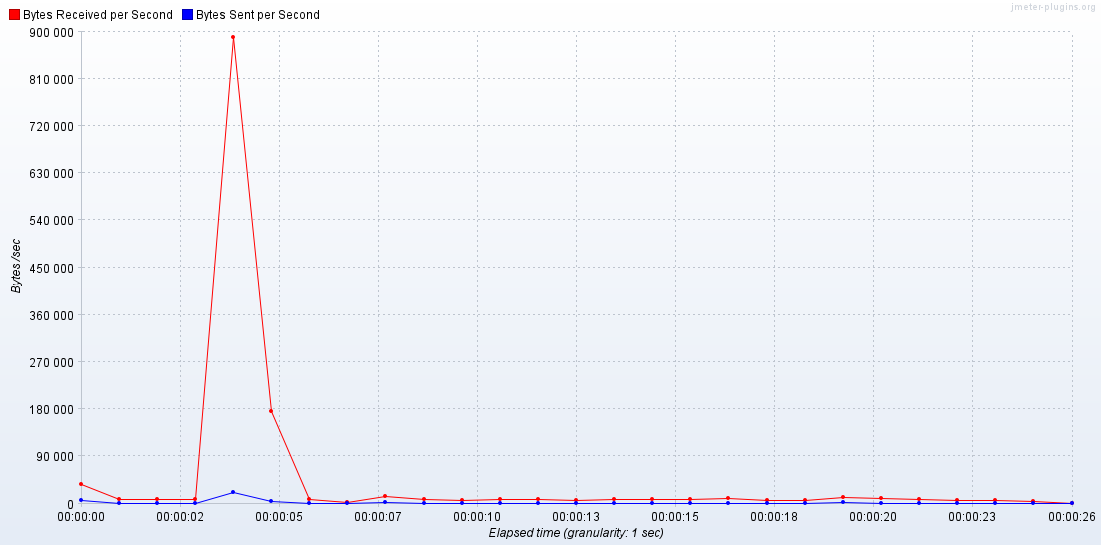 jmeter-plugins.org
Bytes Received per Second Bytes Sent per Second
900 000
810 000
720 000
630 000
540 000
450 000
360 000
270 000
180 000
90 000
0
Bytes /sec
00:00:00 00:00:02 00:00:05 00:00:07 00:00:10 00:00:13 00:00:15 00:00:18 00:00:20 00:00:23 00:00:26
Elapsed time (granularity: 1 sec)